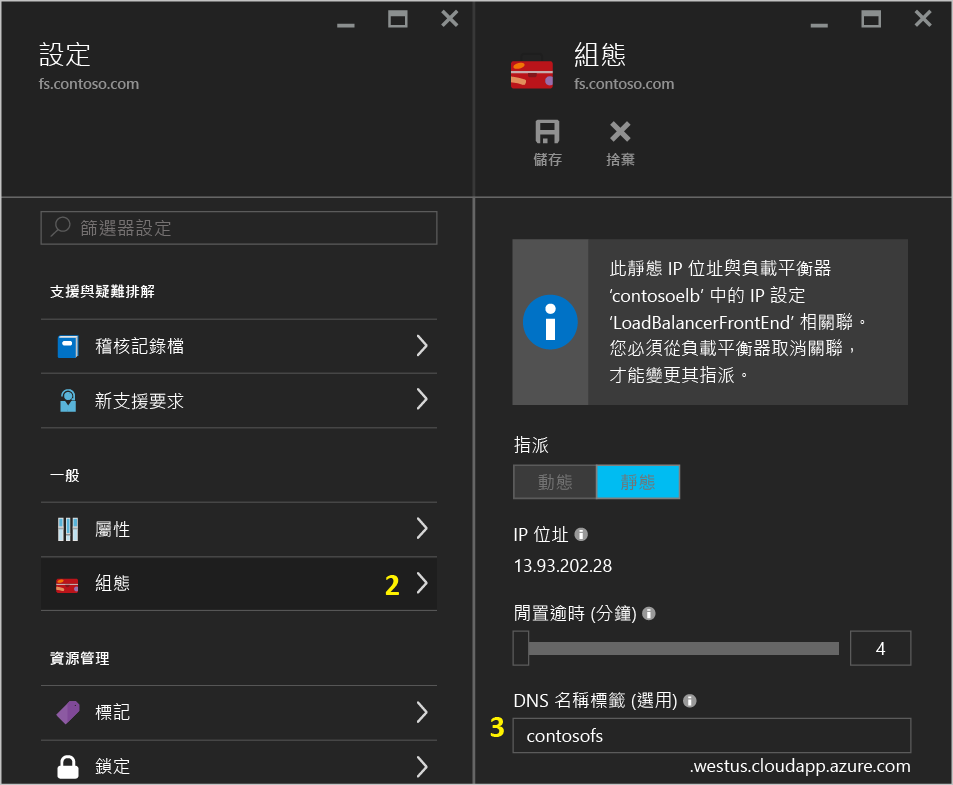 設定
fs.contoso.com
篩選器設定
支援與疑難排解
稽核記錄檔
新支援要求
一般
屬性
組態
2
資源管理
標記
鎖定
組態
fs.contoso.com
儲存
捨棄
此靜態 IP 位址與負載平衡器
‘contosoelb’ 中的 IP 設定
‘LoadBalancerFrontEnd’ 相關聯。
您必須從負載平衡器取消關聯，
才能變更其指派。
指派
動態
靜態
IP 位址
13.93.202.28
閒置逾時 (分鐘)
4
DNS 名稱標籤 (選用)
3
contosofs
.westus.cloudapp.azure.com